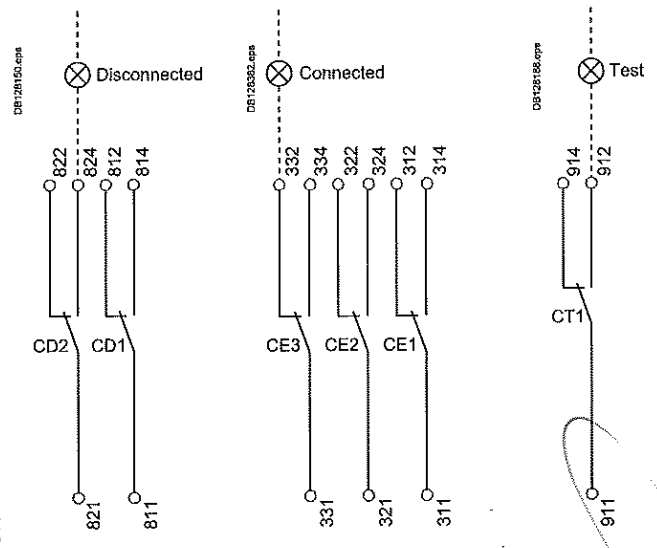 DB128150.eps
Disconnected
822 824 812 814
CD2 CD1
821 811
DB128382.eps
Connected
332 334 322 324 312 314
CE3 CE2 CE1
331 321 311
DB128188.eps
Test
914 912
CT1
911